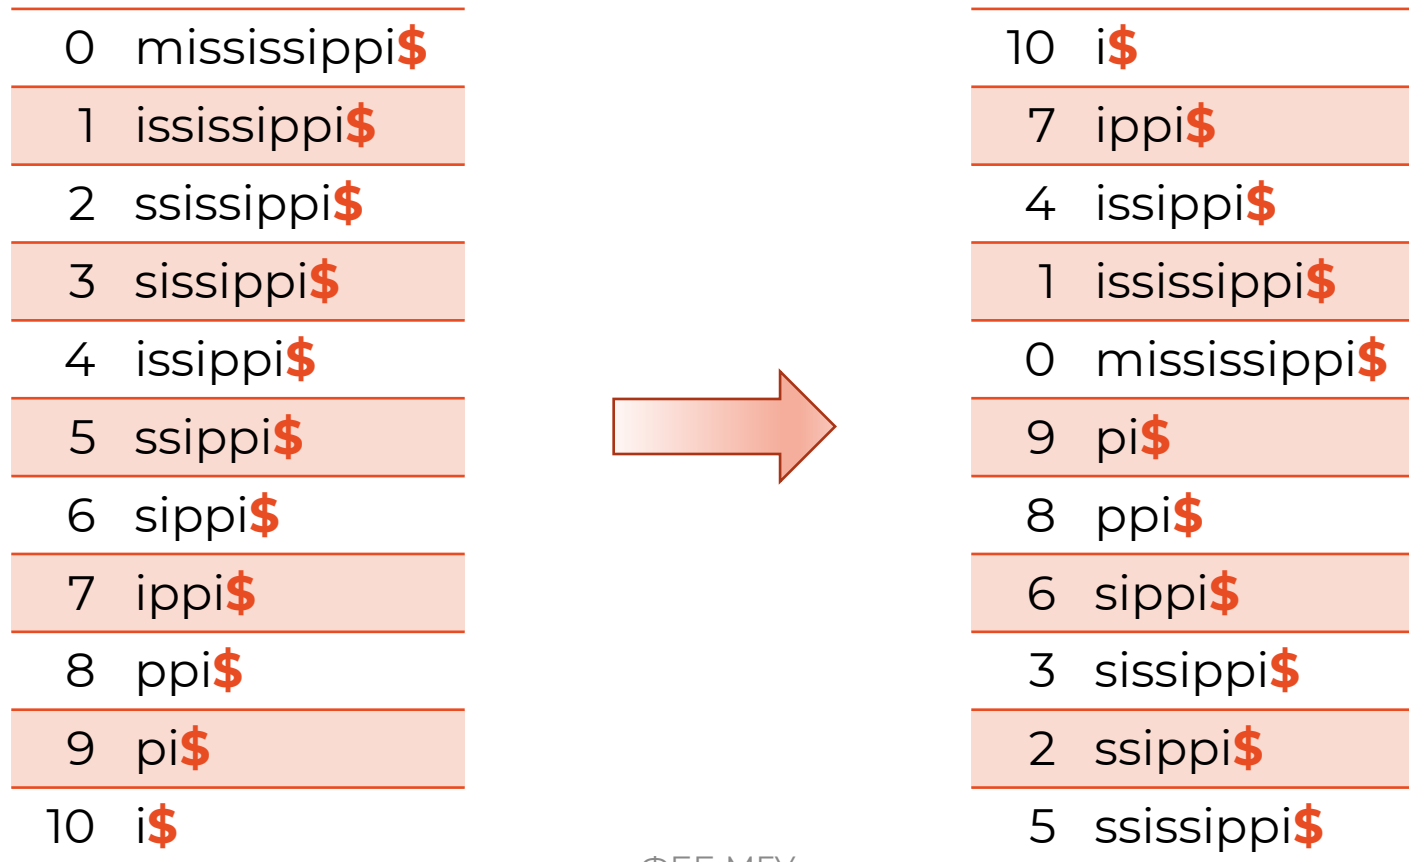 0 mississippi$
1 ississippi$
2 ssissippi$
3 sissippi$
4 issippi$
5 ssippi$
6 sippi$
7 ippi$
8 ppi$
9 pi$
10 i$
10 i$
7 ippi$
4 issippi$
1 ississippi$
0 mississippi$
9 pi$
8 ppi$
6 sippi$
3 sissippi$
2 ssippi$
5 ssissippi$